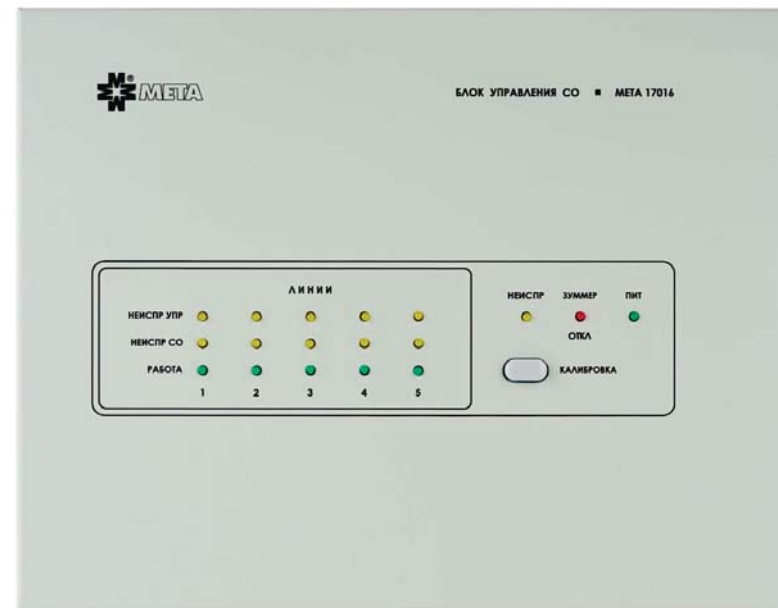 М М М М ® МЕТА
БЛОК УПРАВЛЕНИЯ СО ■ МЕТА 17016
ЛИНИИ
НЕИСПР УПР
НЕИСПР СО
РАБОТА
1 2 3 4 5
НЕИСПР ЗУММЕР ПИТ
ОТКЛ
КАЛИБРОВКА